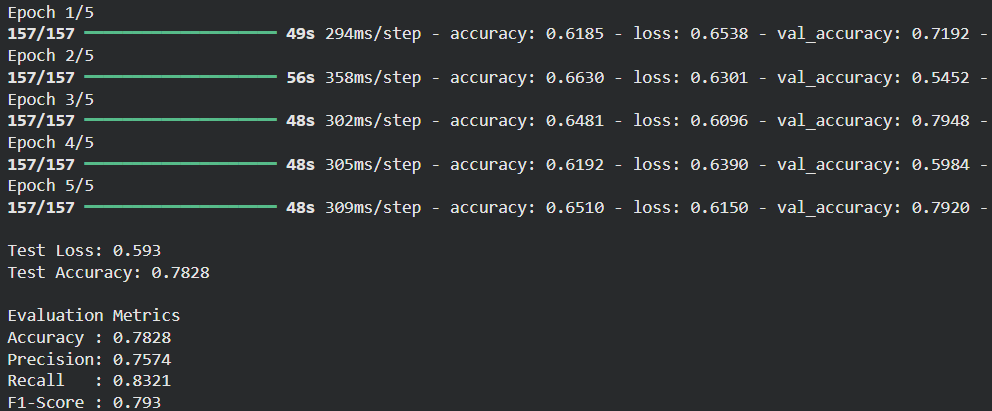 Epoch 1/5
157/157 ━━━━━━━━━━━━━━━━━━━━ 49s 294ms/step - accuracy: 0.6185 - loss: 0.6538 - val_accuracy: 0.7192 -
Epoch 2/5
157/157 ━━━━━━━━━━━━━━━━━━━━ 56s 358ms/step - accuracy: 0.6630 - loss: 0.6301 - val_accuracy: 0.5452 -
Epoch 3/5
157/157 ━━━━━━━━━━━━━━━━━━━━ 48s 302ms/step - accuracy: 0.6481 - loss: 0.6096 - val_accuracy: 0.7948 -
Epoch 4/5
157/157 ━━━━━━━━━━━━━━━━━━━━ 48s 305ms/step - accuracy: 0.6192 - loss: 0.6390 - val_accuracy: 0.5984 -
Epoch 5/5
157/157 ━━━━━━━━━━━━━━━━━━━━ 48s 309ms/step - accuracy: 0.6510 - loss: 0.6150 - val_accuracy: 0.7920 -
Test Loss: 0.593
Test Accuracy: 0.7828
Evaluation Metrics
Accuracy : 0.7828
Precision: 0.7574
Recall   : 0.8321
F1-Score : 0.793